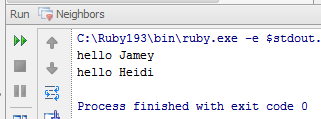 Run Neighbors
C:\Ruby193\bin\ruby.exe -e $stdout.
hello Jamey
hello Heidi
Process finished with exit code 0